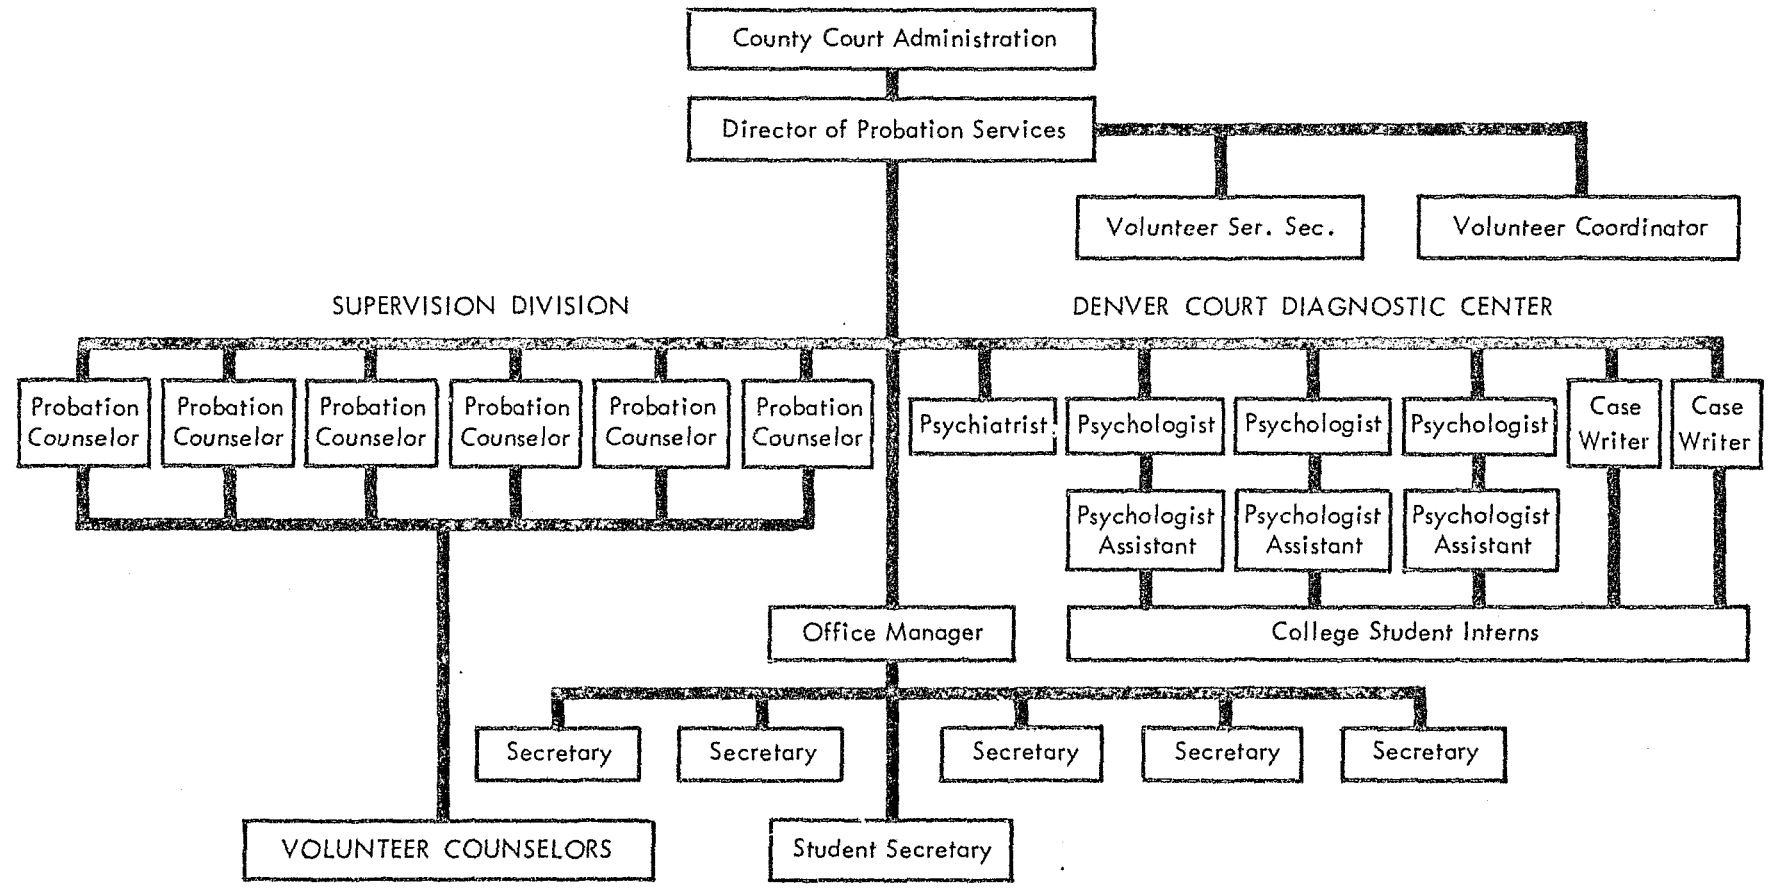 County Court Administration
Director of Probation Services
Volunteer Ser. Sec.
Volunteer Coordinator
SUPERVISION DIVISION
DENVER COURT DIAGNOSTIC CENTER
Probation
Counselor
Probation
Counselor
Probation
Counselor
Probation
Counselor
Probation
Counselor
Probation
Counselor
Psychiatrist
Psychologist
Psychologist
Psychologist
Case
Writer
Case
Writer
Psychologist
Assistant
Psychologist
Assistant
Psychologist
Assistant
Office Manager
College Student Interns
Secretary
Secretary
Secretary
Secretary
Secretary
VOLUNTEER COUNSELORS
Student Secretary